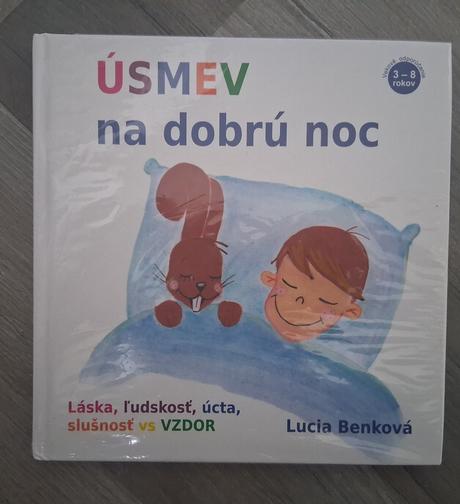 Vekové odporúčanie
3 – 8
rokov
ÚSMEV
na dobrú noc
Láska, ľudskosť, úcta,
slušnosť vs VZDOR
Lucia Benková